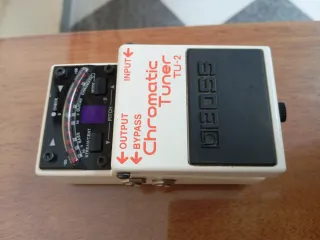 INPUT
Chromatic
Tuner
TU-2
OUTPUT
BYPASS
BOSS